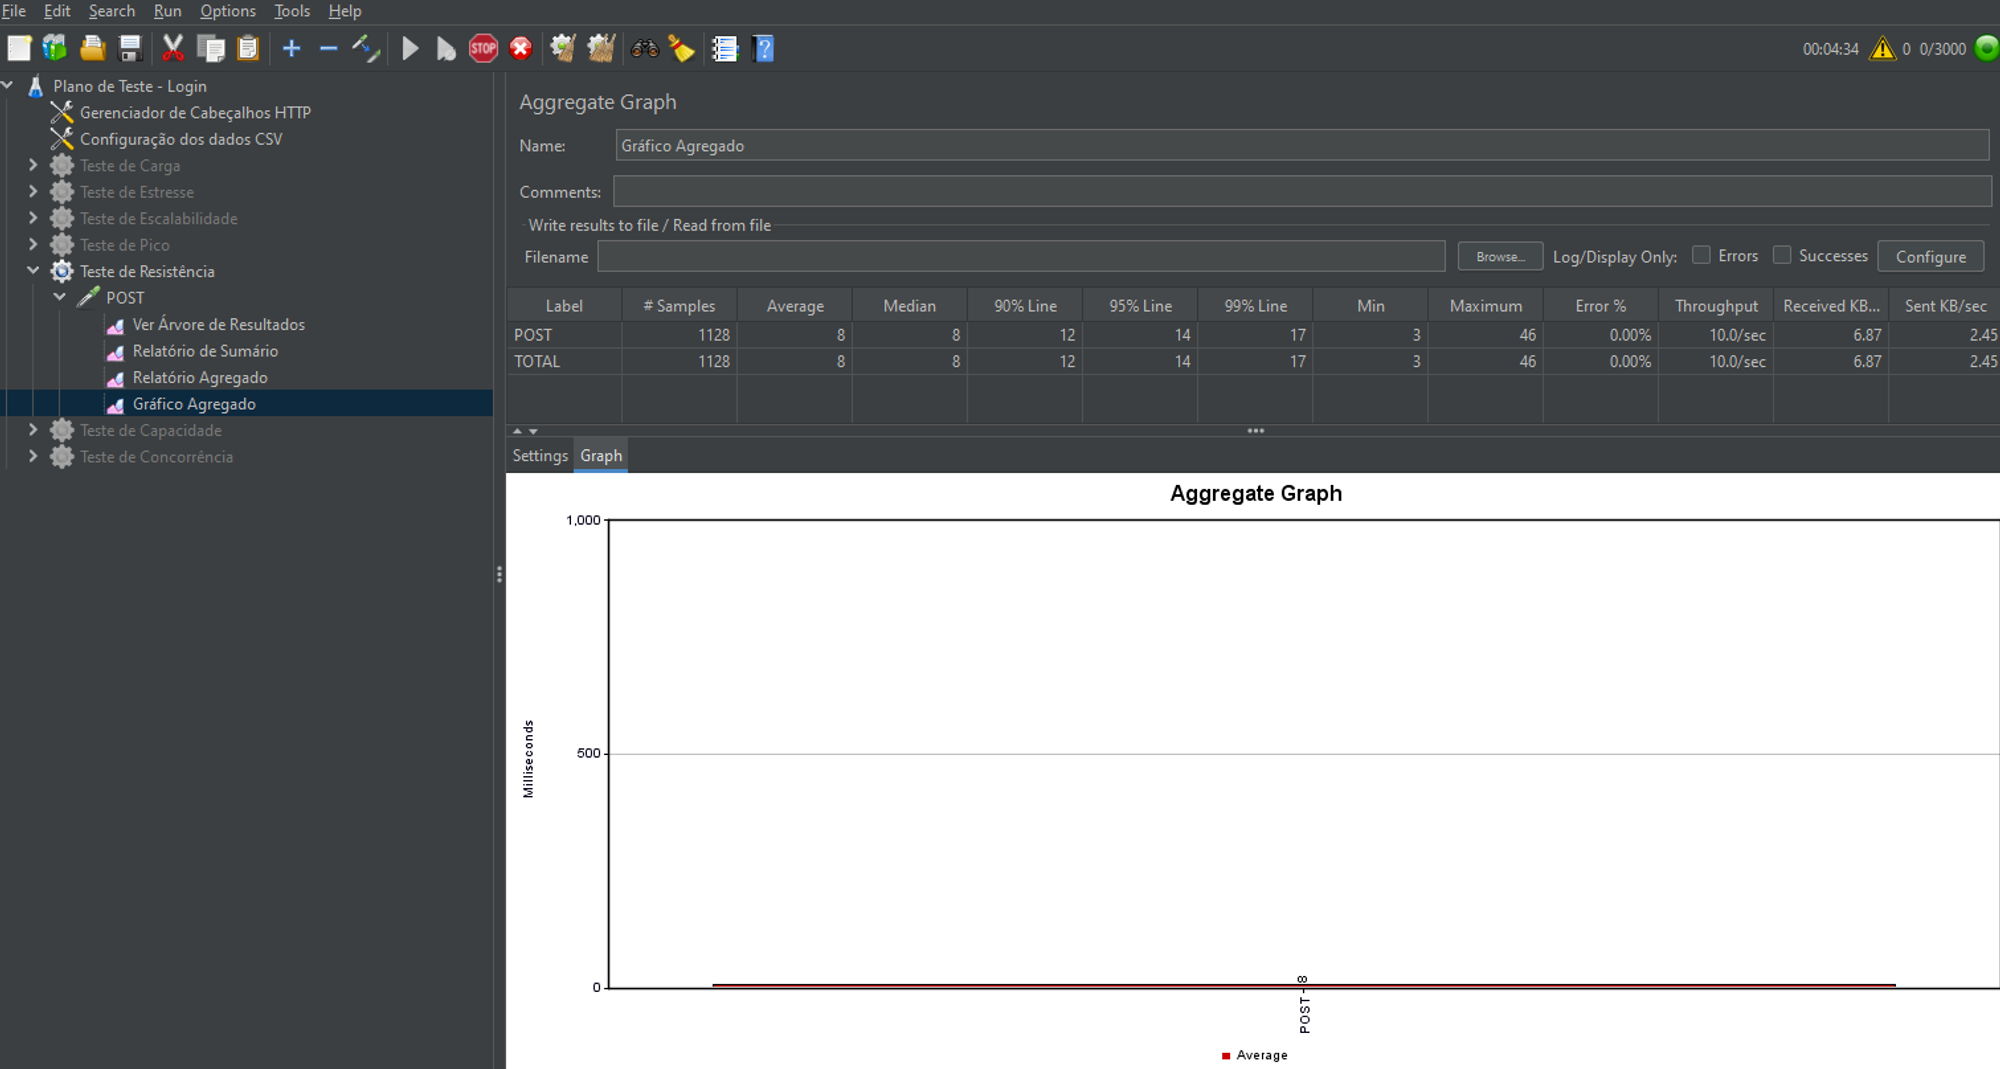 File Edit Search Run Options Tools Help
STOP
?
00:04:34 0 0/3000
Plano de Teste - Login
Gerenciador de Cabeçalhos HTTP
Configuração dos dados CSV
Teste de Carga
Teste de Estresse
Teste de Escalabilidade
Teste de Pico
Teste de Resistência
POST
Ver Árvore de Resultados
Relatório de Sumário
Relatório Agregado
Gráfico Agregado
Teste de Capacidade
Teste de Concorrência
Aggregate Graph
Name: Gráfico Agregado
Comments:
Write results to file / Read from file
Filename Browse... Log/Display Only: Errors Successes Configure
Label # Samples Average Median 90% Line 95% Line 99% Line Min Maximum Error % Throughput Received KB... Sent KB/sec
POST 1128 8 8 12 14 17 3 46 0.00% 10.0/sec 6.87 2.45
TOTAL 1128 8 8 12 14 17 3 46 0.00% 10.0/sec 6.87 2.45
Settings Graph
Aggregate Graph
1,000
500
0
Milliseconds
8
POST
Average